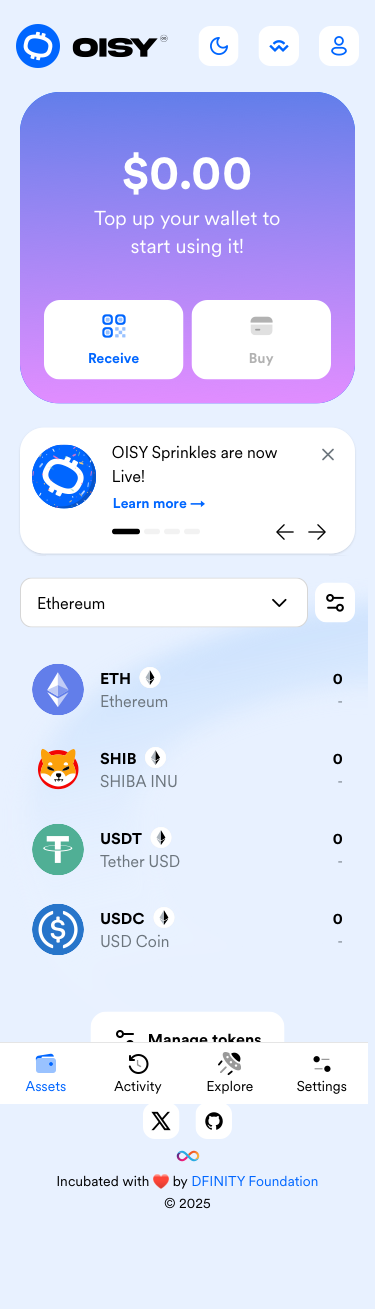 OISY
$0.00
Top up your wallet to
start using it!
Receive
Buy
OISY Sprinkles are now
Live!
Learn more →
Ethereum
ETH
0
Ethereum
-
SHIB
0
SHIBA INU
-
USDT
0
Tether USD
-
USDC
0
USD Coin
-
Manage tokens
Assets
Activity
Explore
Settings
Incubated with ❤️ by DFINITY Foundation
© 2025